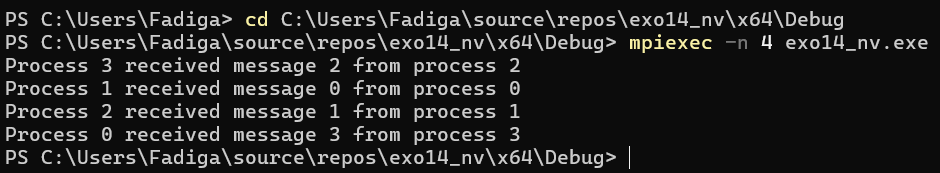 PS C:\Users\Fadiga> cd C:\Users\Fadiga\source\repos\exo14_nv\x64\Debug
PS C:\Users\Fadiga\source\repos\exo14_nv\x64\Debug> mpiexec -n 4 exo14_nv.exe
Process 3 received message 2 from process 2
Process 1 received message 0 from process 0
Process 2 received message 1 from process 1
Process 0 received message 3 from process 3
PS C:\Users\Fadiga\source\repos\exo14_nv\x64\Debug>